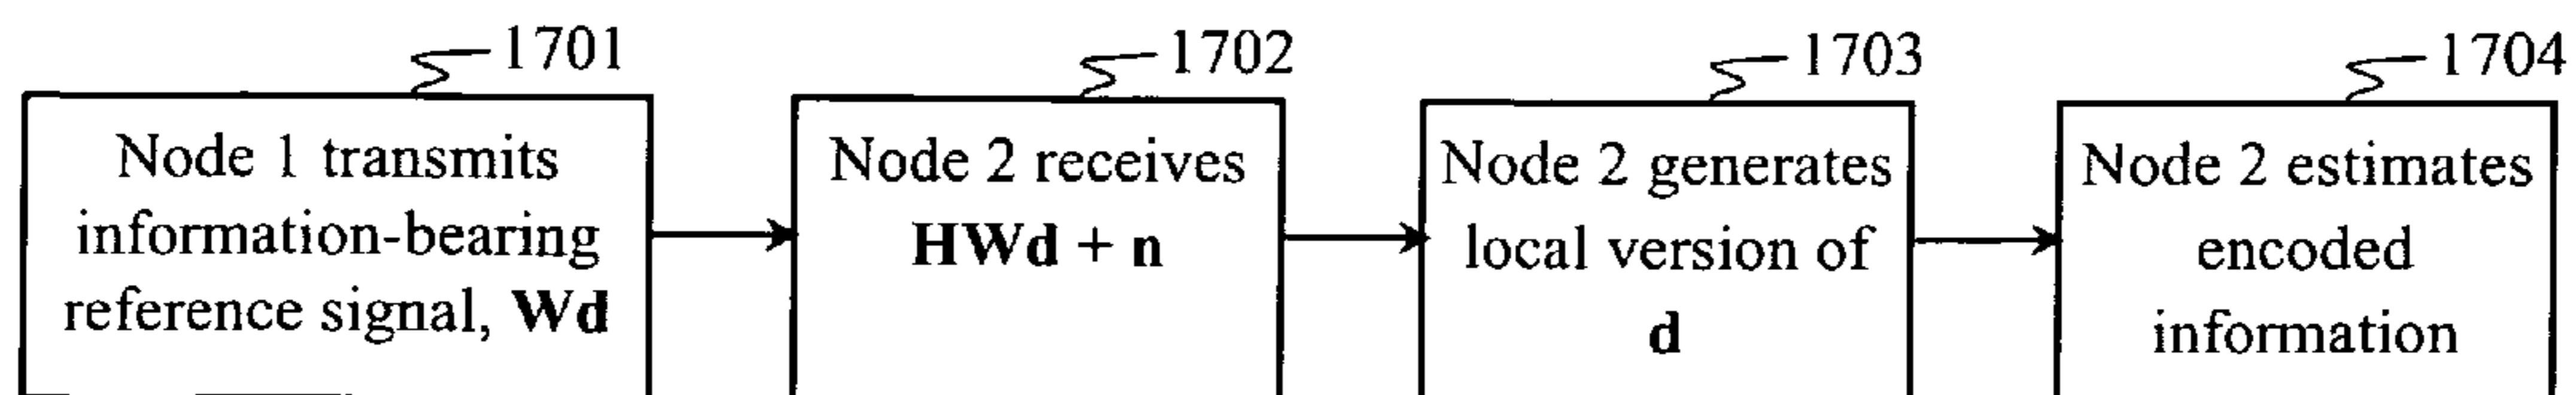 1701
1702
1703
1704
Node 1 transmits
information-bearing
reference signal, Wd
Node 2 receives
HWd + n
Node 2 generates
local version of
d
Node 2 estimates
encoded
information